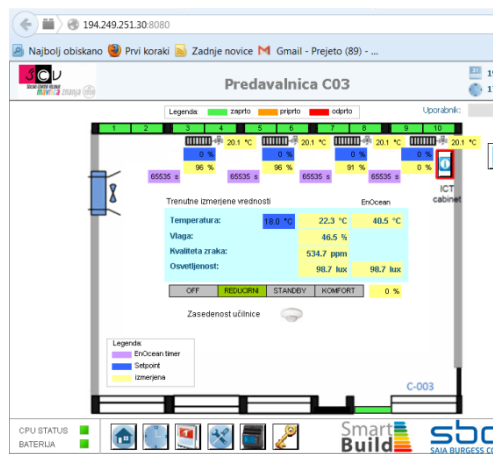 194.249.251.30:8080
Najbolj obiskano Prvi koraki Zadnje novice Gmail - Prejeto (89) - ...
Predavalnica C03
Legenda: zaprto priprto odprto
Uporabnik:
1 2 3 4 5 6 7 8 9 10
20.1 °C 20.1 °C 20.1 °C 20.1 °C
0 % 0 % 0 % 0 %
96 % 96 % 91 % 0 %
65535 s 65535 s 65535 s 65535 s
ICT
cabinet
Trenutne izmerjene vrednosti EnOcean
Temperatura: 18.0 °C 22.3 °C 40.5 °C
Vlaga: 46.5 %
Kvaliteta zraka: 534.7 ppm
Osvetljenost: 98.7 lux 98.7 lux
OFF REDUCIRNI STANDBY KOMFORT 0 %
Zasedenost učilnice
Legenda:
EnOcean timer
Setpoint
izmerjena
C-003
CPU STATUS
BATERIJA
Smart
Build
sbc
SAIA BURGESS